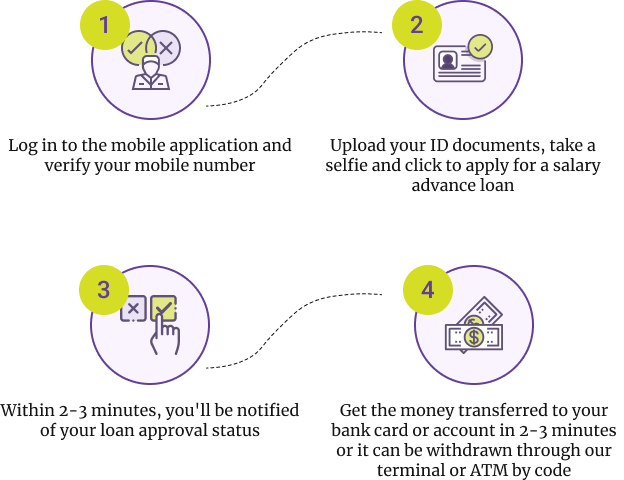 1
Log in to the mobile application and
verify your mobile number
2
Upload your ID documents, take a
selfie and click to apply for a salary
advance loan
3
Within 2-3 minutes, you'll be notified
of your loan approval status
4
$
Get the money transferred to your
bank card or account in 2-3 minutes
or it can be withdrawn through our
terminal or ATM by code